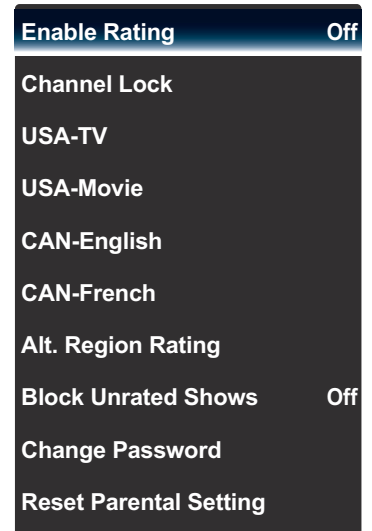 Enable Rating Off
Channel Lock
USA-TV
USA-Movie
CAN-English
CAN-French
Alt. Region Rating
Block Unrated Shows Off
Change Password
Reset Parental Setting